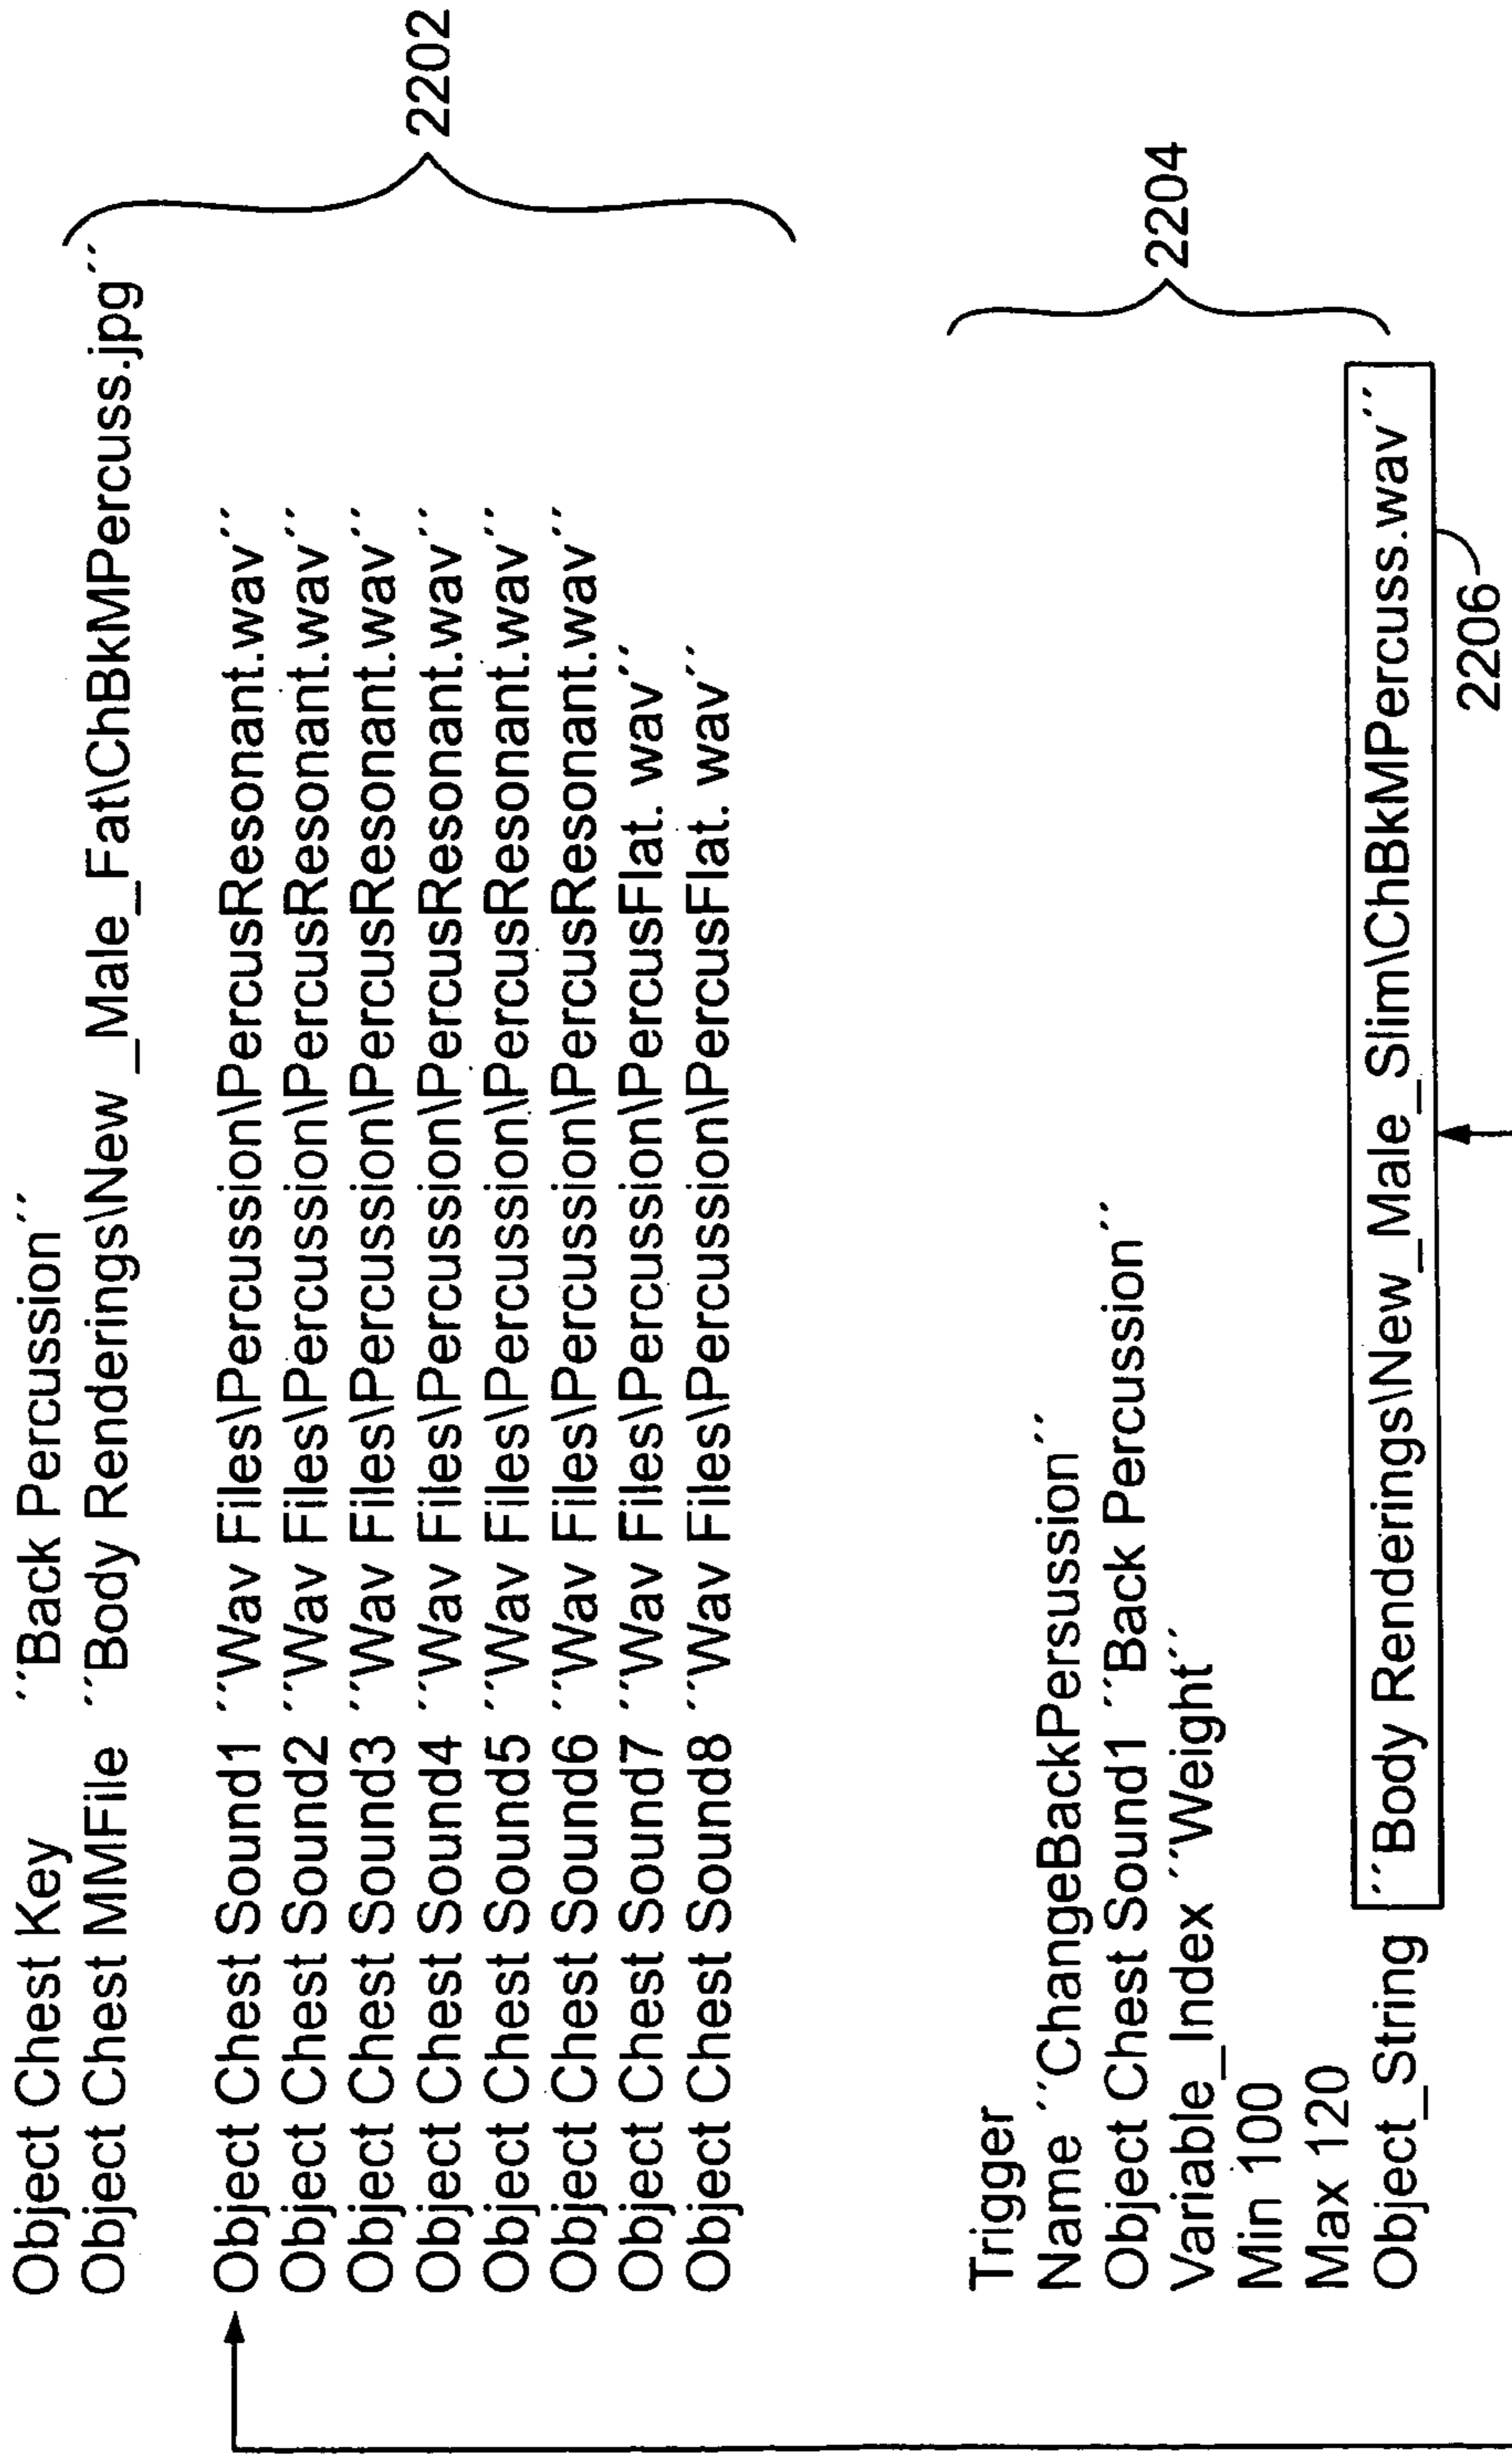 Object Chest Key ´´Back Percussion´´
Object Chest MMFile ´´Body Renderings\New _Male_Fat\ChBkMPercuss.jpg´´
Object Chest Sound1 ´´Wav Files\Percussion\PercusResonant.wav´´
Object Chest Sound2 ´´Wav Files\Percussion\PercusResonant.wav´´
Object Chest Sound3 ´´Wav Files\Percussion\PercusResonant.wav´´
Object Chest Sound4 ´´Wav Files\Percussion\PercusResonant.wav´´
Object Chest Sound5 ´´Wav Files\Percussion\PercusResonant.wav´´
Object Chest Sound6 ´´Wav Files\Percussion\PercusResonant.wav´´
Object Chest Sound7 ´´Wav Files\Percussion\PercusFlat. wav´´
Object Chest Sound8 ´´Wav Files\Percussion\PercusFlat. wav´´
2202
Trigger
Name ´´ChangeBackPersussion´´
Object Chest Sound1 ´´Back Percussion´´
Variable_Index ´´Weight´´
Min 100
Max 120
Object_String ´´Body Renderings\New_Male_Slim\ChBkMPercuss.wav´´
2204
2206